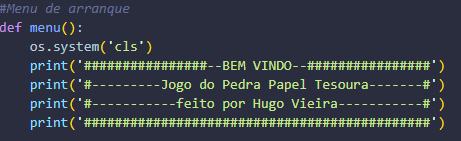 #Menu de arranque
def menu():
    os.system('cls')
    print('################--BEM VINDO--################')
    print('#---------Jogo do Pedra Papel Tesoura-------#')
    print('#-----------feito por Hugo Vieira-----------#')
    print('#############################################')